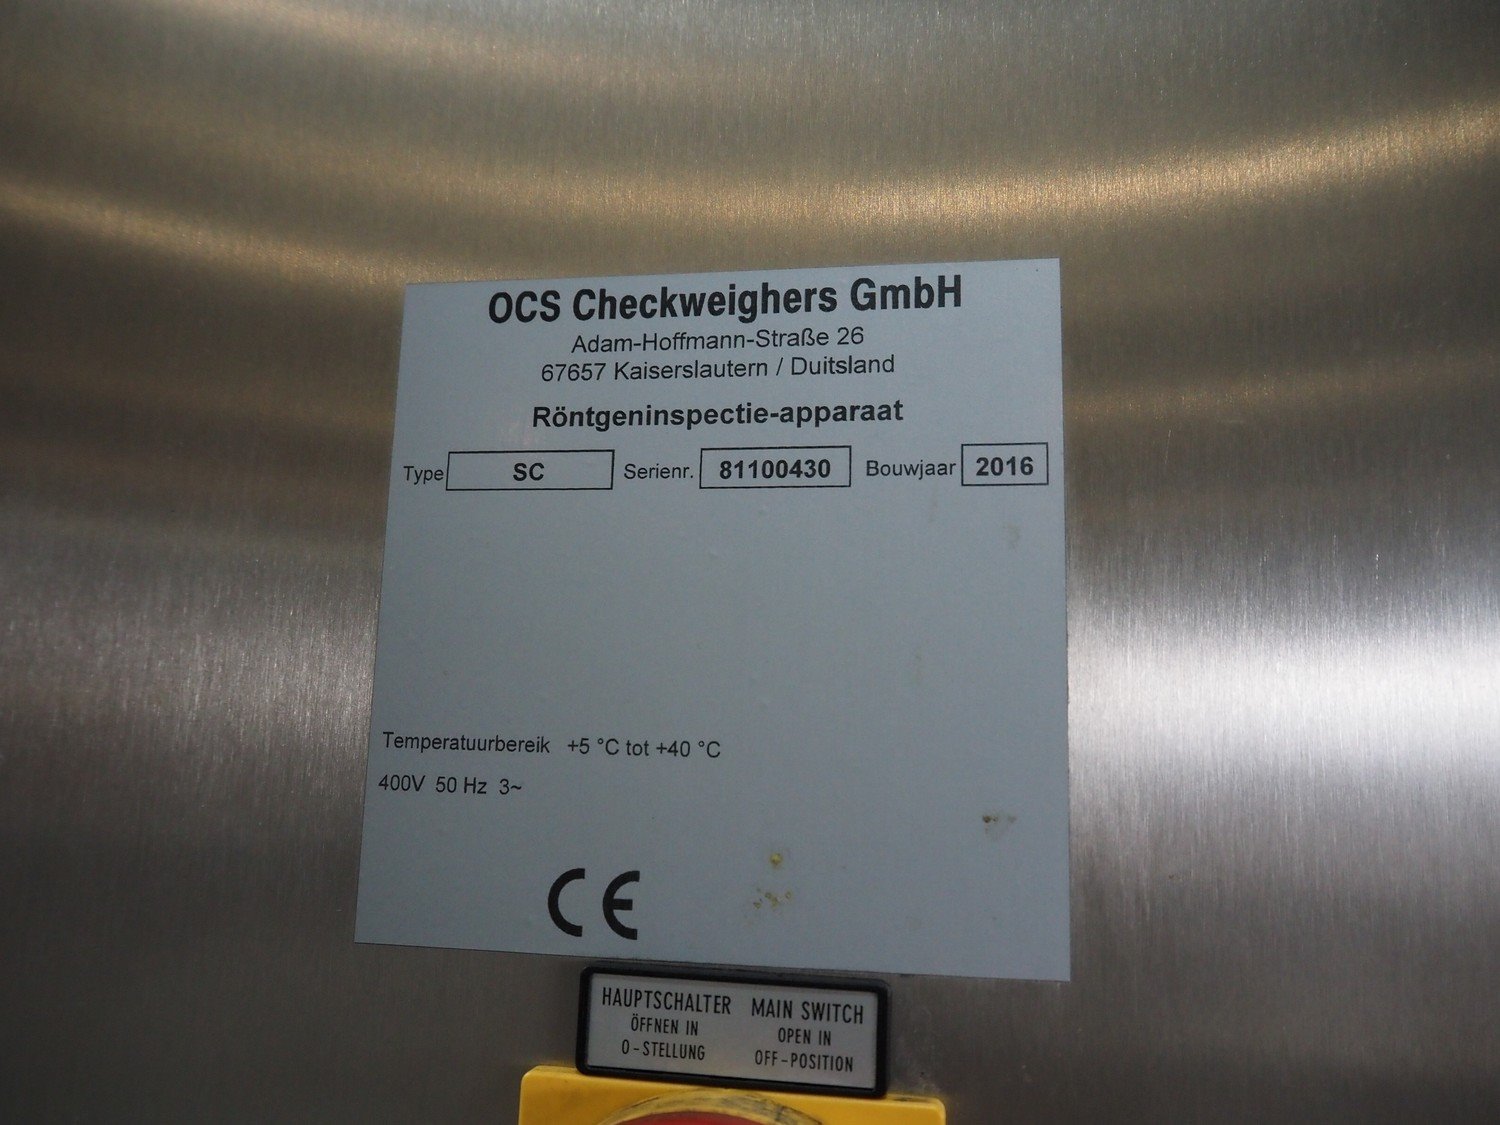 OCS Checkweighers GmbH
Adam-Hoffmann-Straße 26
67657 Kaiserslautern / Duitsland
Röntgeninspectie-apparaat
Type SC Serienr. 81100430 Bouwjaar 2016
Temperatuurbereik +5 °C tot +40 °C
400V 50 Hz 3~
CE
HAUPTSCHALTER MAIN SWITCH
ÖFFNEN IN OPEN IN
0-STELLUNG OFF-POSITION